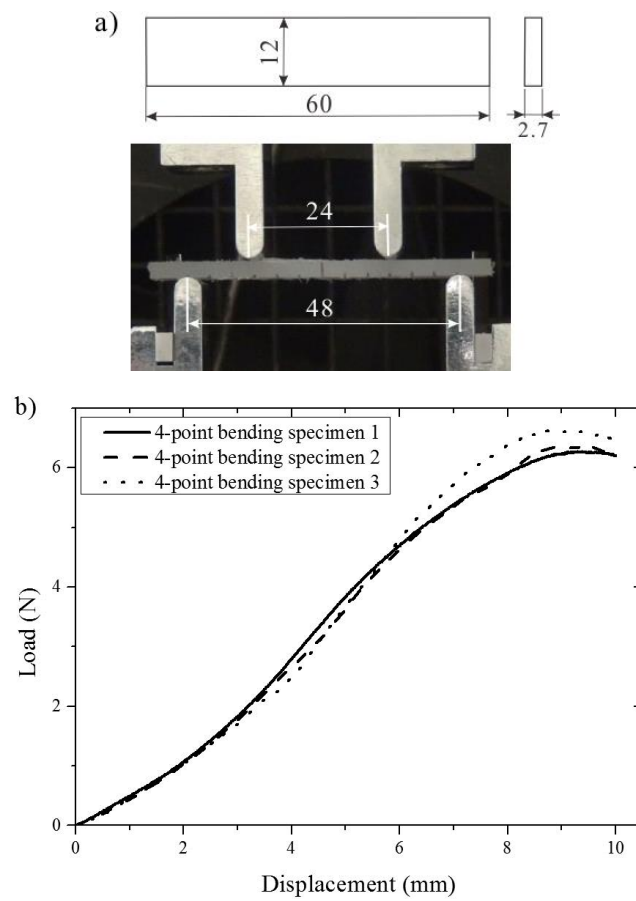 a)
12
60
2.7
24
48
b)
4-point bending specimen 1
4-point bending specimen 2
4-point bending specimen 3
6
4
2
0
Load (N)
0 2 4 6 8 10
Displacement (mm)